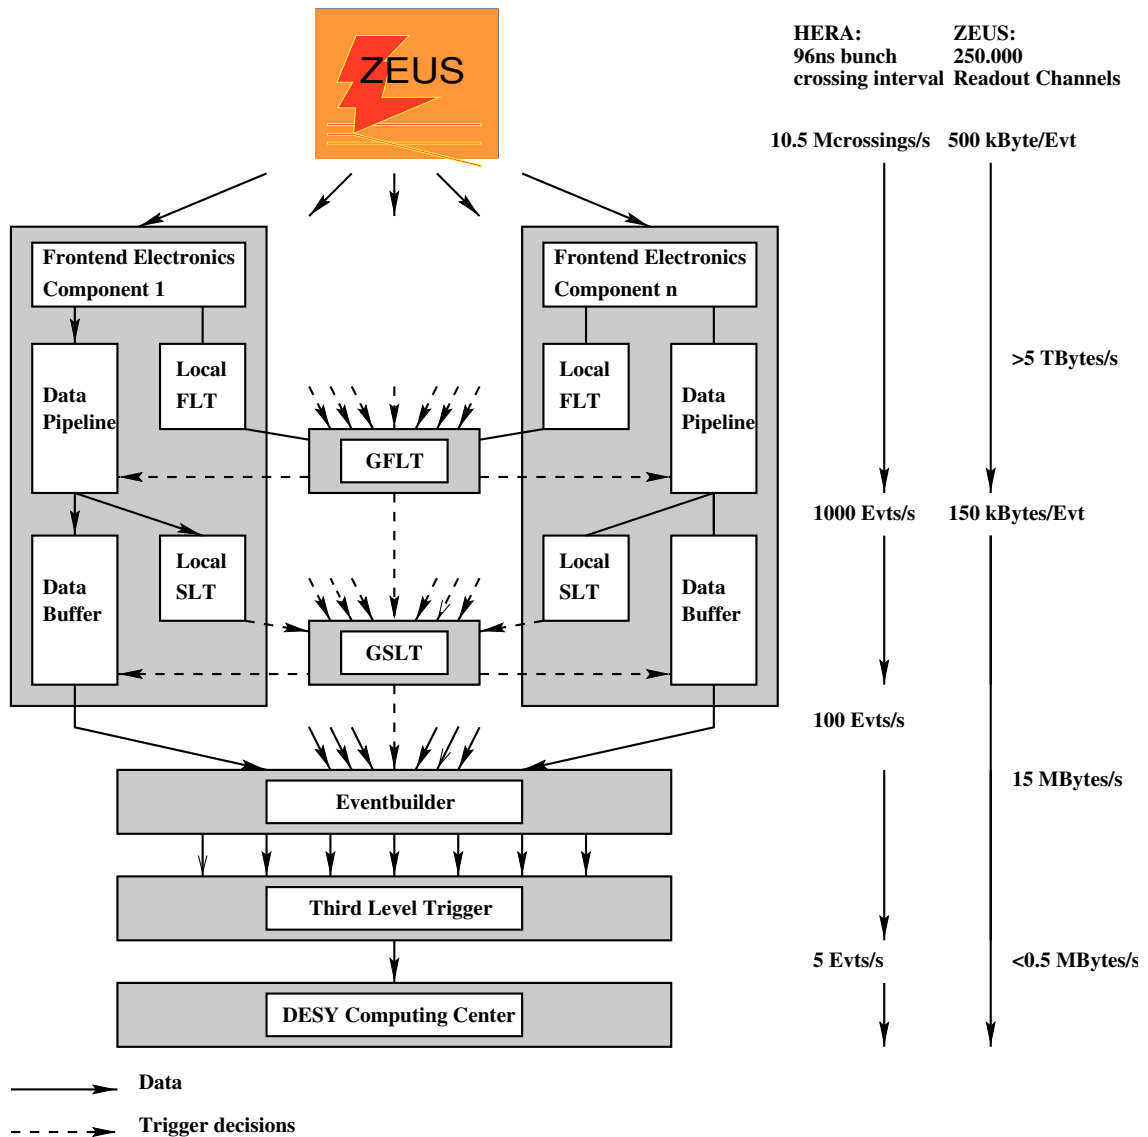 ZEUS
HERA:
96ns bunch
crossing interval
ZEUS:
250.000
Readout Channels
10.5 Mcrossings/s
500 kByte/Evt
Frontend Electronics
Component 1
Frontend Electronics
Component n
Data
Pipeline
Local
FLT
GFLT
Local
FLT
Data
Pipeline
>5 TBytes/s
1000 Evts/s
150 kBytes/Evt
Data
Buffer
Local
SLT
GSLT
Local
SLT
Data
Buffer
100 Evts/s
15 MBytes/s
Eventbuilder
Third Level Trigger
5 Evts/s
<0.5 MBytes/s
DESY Computing Center
Data
Trigger decisions